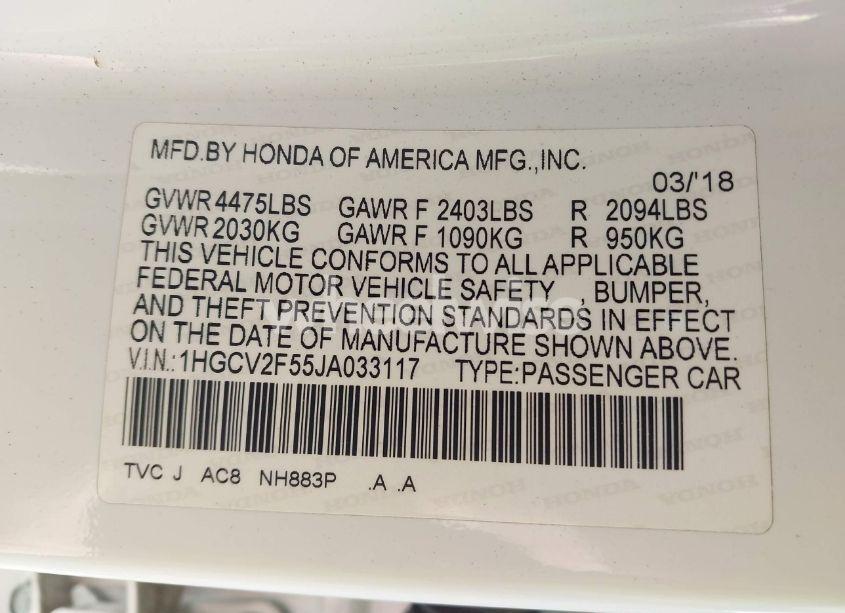 MFD.BY HONDA OF AMERICA MFG.,INC.
03/'18
GVWR 4475LBS GAWR F 2403LBS R 2094LBS
GVWR 2030KG GAWR F 1090KG R 950KG
THIS VEHICLE CONFORMS TO ALL APPLICABLE
FEDERAL MOTOR VEHICLE SAFETY , BUMPER,
AND THEFT PREVENTION STANDARDS IN EFFECT
ON THE DATE OF MANUFACTURE SHOWN ABOVE.
V.I.N.:1HGCV2F55JA033117 TYPE:PASSENGER CAR
TVC J AC8 NH883P .A .A